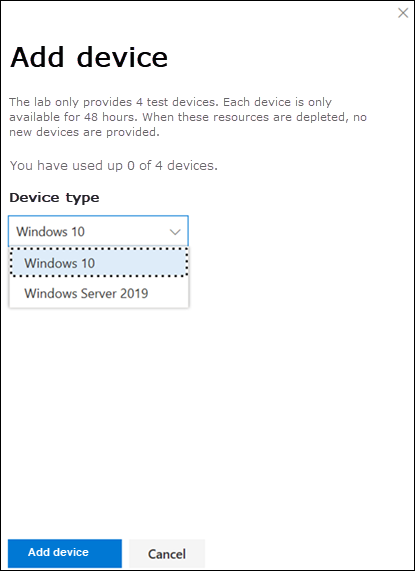 Add device
The lab only provides 4 test devices. Each device is only
available for 48 hours. When these resources are depleted, no
new devices are provided.
You have used up 0 of 4 devices.
Device type
Windows 10
Windows 10
Windows Server 2019
Add device
Cancel